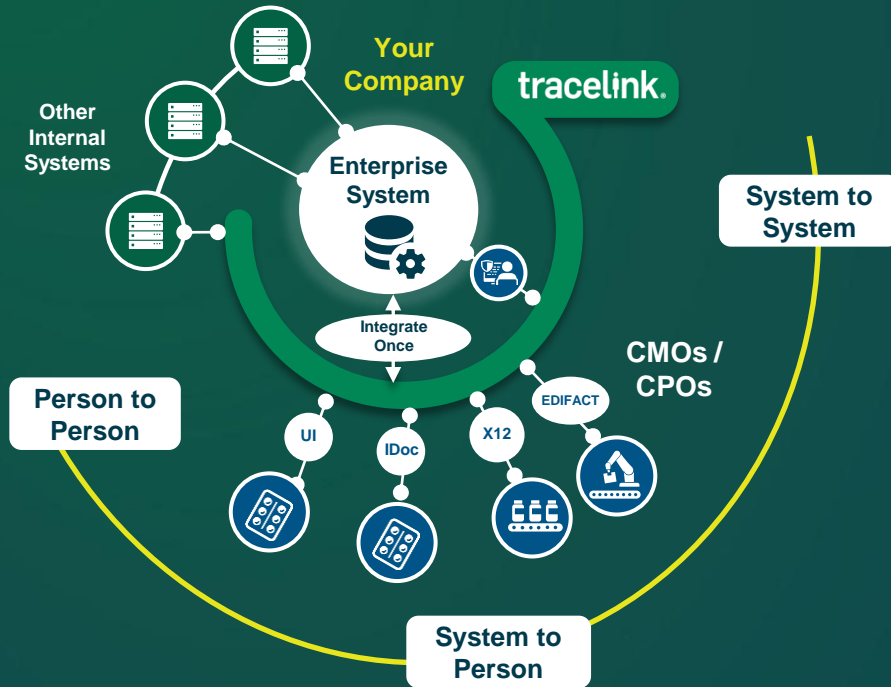 Your
Company
tracelink.
Other
Internal
Systems
Enterprise
System
System to
System
Integrate
Once
CMOs /
CPOs
Person to
Person
EDIFACT
UI
IDoc
X12
System to
Person